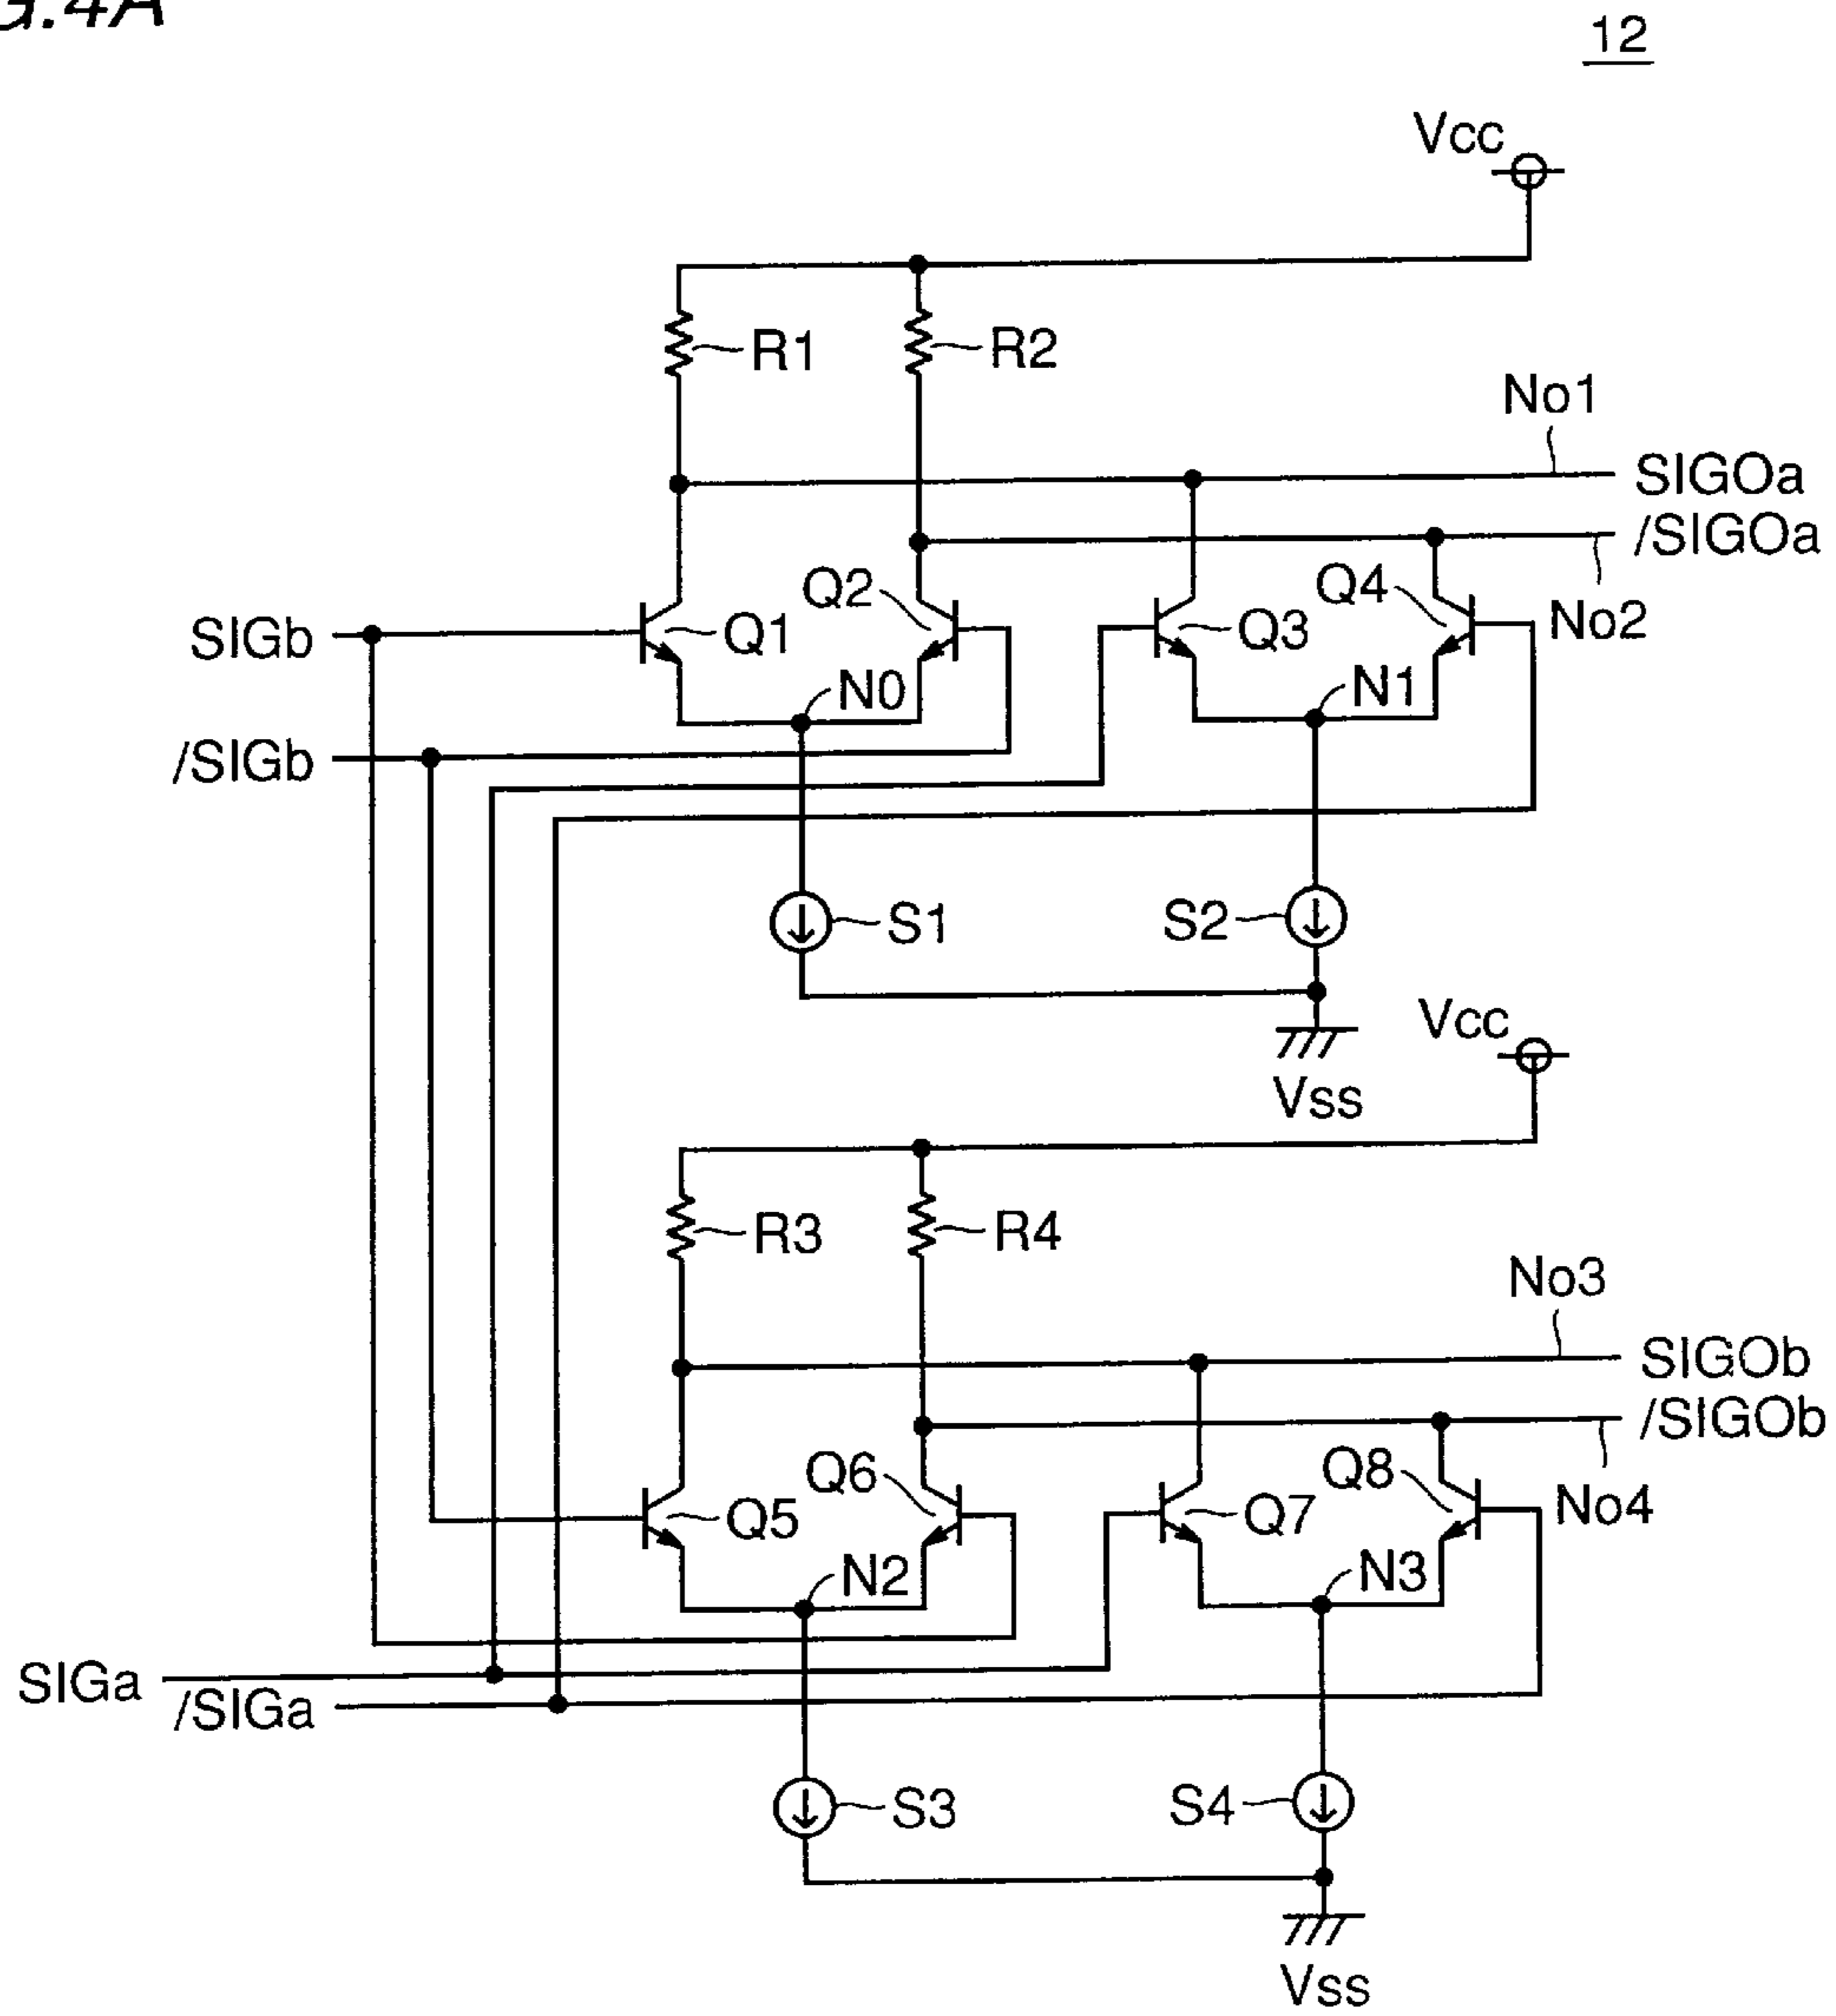 G.4A
12
Vcc
R1
R2
No1
SIGOa
/SIGOa
Q2
Q4
SIGb
Q1
Q3
No2
N0
N1
/SIGb
S1
S2
Vcc
Vss
R3
R4
No3
SIGOb
/SIGOb
Q6
Q8
Q5
Q7
No4
N2
N3
SIGa
/SIGa
S3
S4
Vss